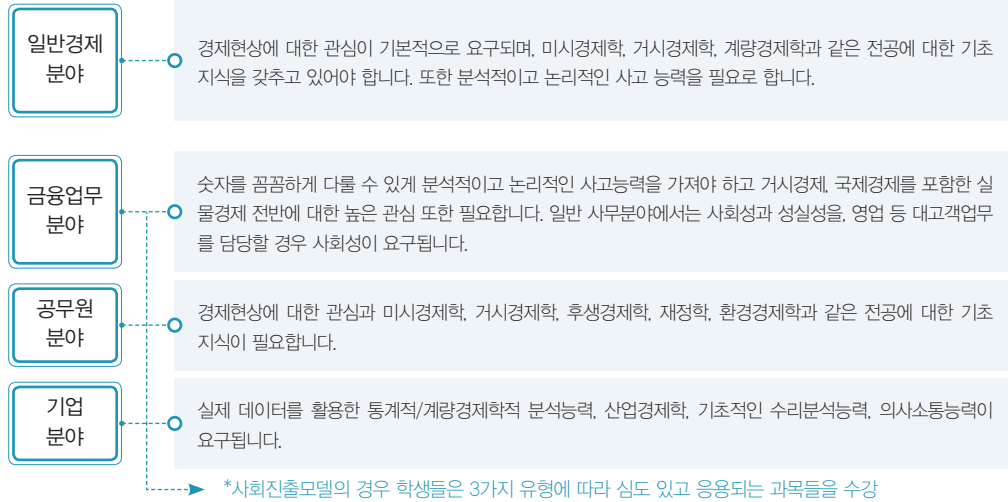 일반경제
분야
경제현상에 대한 관심이 기본적으로 요구되며, 미시경제학, 거시경제학, 계량경제학과 같은 전공에 대한 기초
지식을 갖추고 있어야 합니다. 또한 분석적이고 논리적인 사고 능력을 필요로 합니다.
금융업무
분야
숫자를 꼼꼼하게 다룰 수 있게 분석적이고 논리적인 사고능력을 가져야 하고 거시경제, 국제경제를 포함한 실
물경제 전반에 대한 높은 관심 또한 필요합니다. 일반 사무분야에서는 사회성과 성실성을, 영업 등 대고객업무
를 담당할 경우 사회성이 요구됩니다.
공무원
분야
경제현상에 대한 관심과 미시경제학, 거시경제학, 후생경제학, 재정학, 환경경제학과 같은 전공에 대한 기초
지식이 필요합니다.
기업
분야
실제 데이터를 활용한 통계적/계량경제학적 분석능력, 산업경제학, 기초적인 수리분석능력, 의사소통능력이
요구됩니다.
*사회진출모델의 경우 학생들은 3가지 유형에 따라 심도 있고 응용되는 과목들을 수강